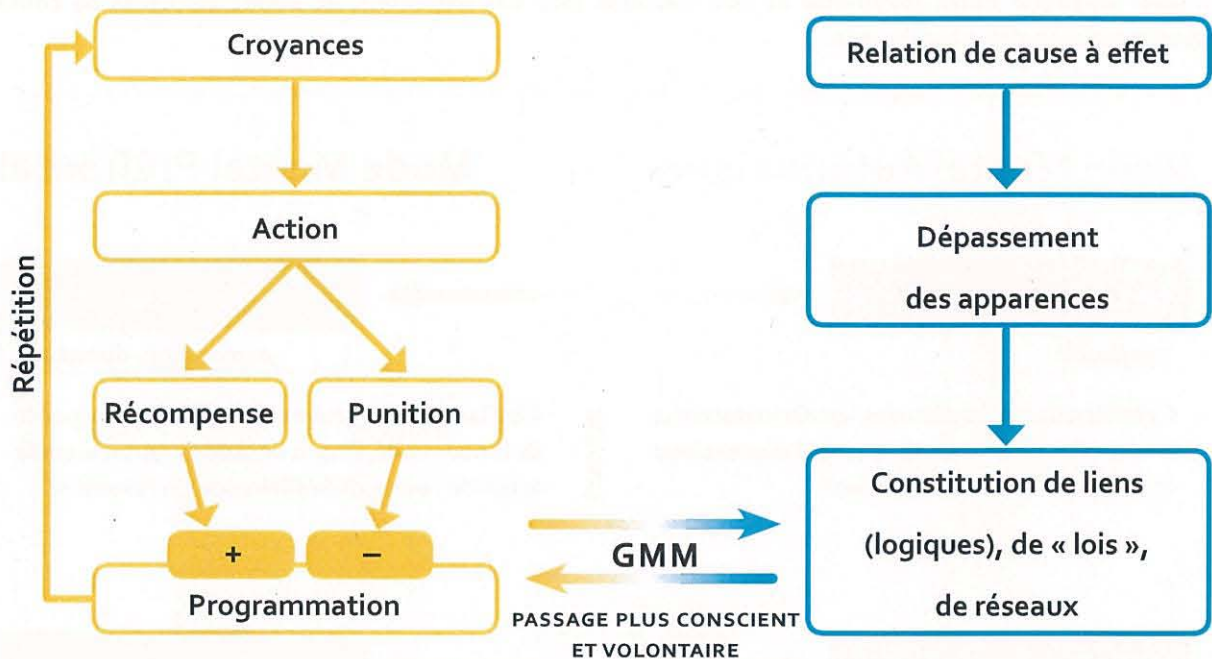 Croyances
Action
Récompense
Punition
+
–
Programmation
Répétition
GMM
PASSAGE PLUS CONSCIENT
ET VOLONTAIRE
Relation de cause à effet
Dépassement
des apparences
Constitution de liens
(logiques), de « lois »,
de réseaux